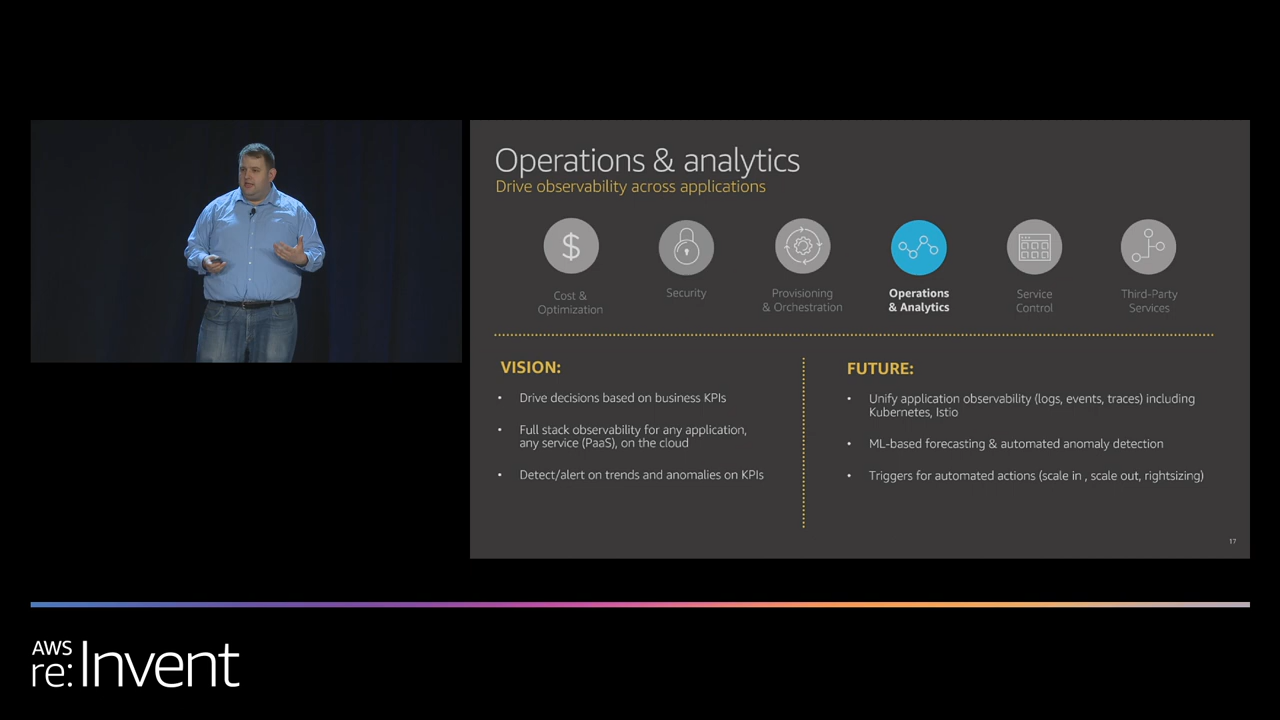 Operations & analytics
Drive observability across applications
$
Cost &
Optimization
Security
Provisioning
& Orchestration
Operations
& Analytics
Service
Control
Third-Party
Services
VISION:
• Drive decisions based on business KPIs
• Full stack observability for any application,
any service (PaaS), on the cloud
• Detect/alert on trends and anomalies on KPIs
FUTURE:
• Unify application observability (logs, events, traces) including
Kubernetes, Istio
• ML-based forecasting & automated anomaly detection
• Triggers for automated actions (scale in , scale out, rightsizing)
17
AWS
re:Invent